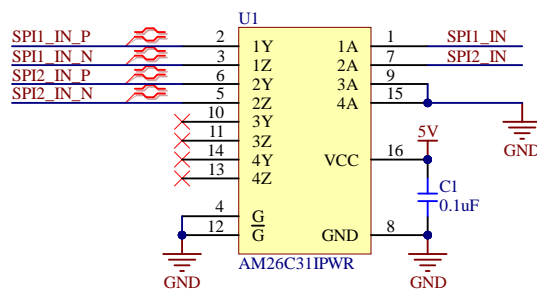 U1
SPI1_IN_P 2 1Y 1A 1 SPI1_IN
SPI1_IN_N 3 1Z 2A 7 SPI2_IN
SPI2_IN_P 6 2Y 3A 9
SPI2_IN_N 5 2Z 4A 15
10 3Y
11 3Z
GND
5V
14 4Y VCC 16
13 4Z
C1
0.1uF
4 G
12 G GND 8
AM26C31IPWR
GND GND